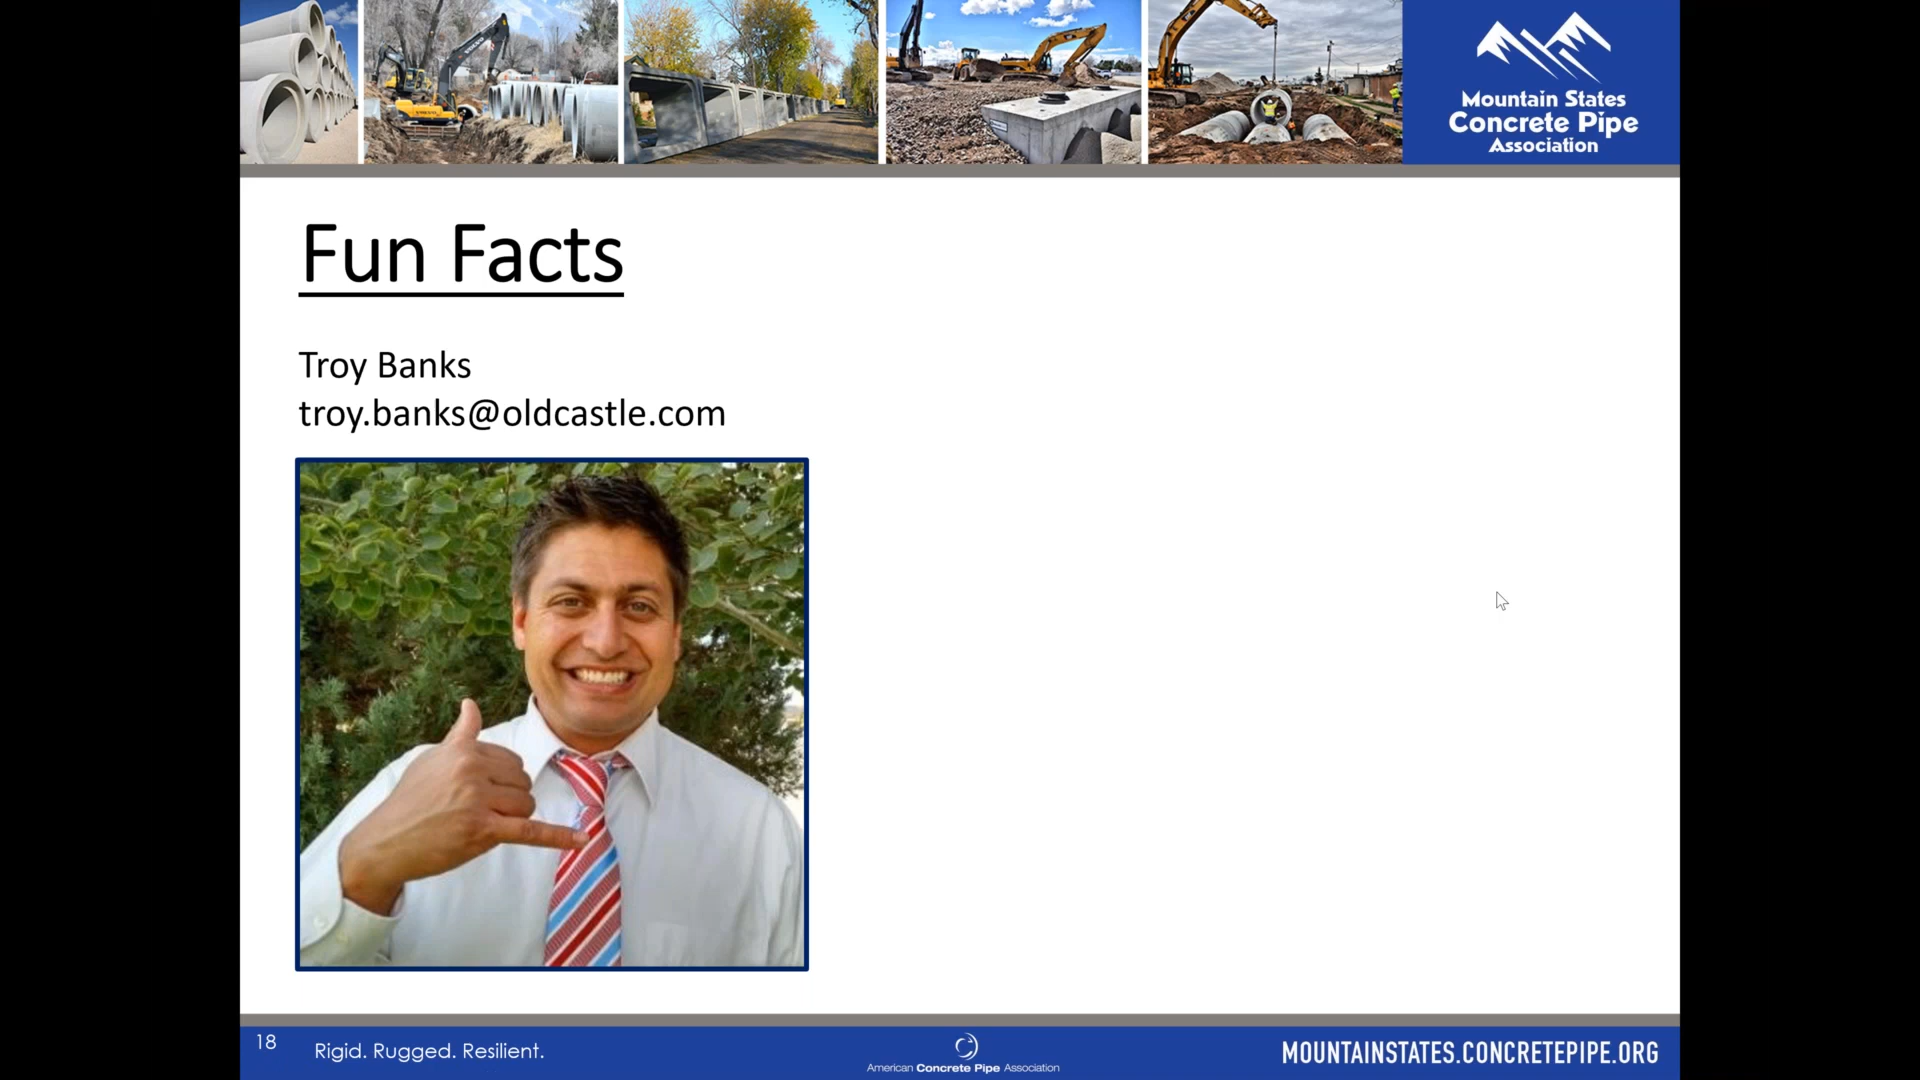 Mountain States
Concrete Pipe
Association
Fun Facts
Troy Banks
troy.banks@oldcastle.com
18
Rigid. Rugged. Resilient.
American Concrete Pipe Association
MOUNTAINSTATES.CONCRETEPIPE.ORG